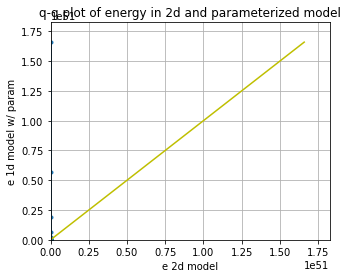 q-q plot of energy in 2d and parameterized model
1e51
1.75
1.50
1.25
1.00
0.75
0.50
0.25
0.00
e 1d model w/ param
0.00 0.25 0.50 0.75 1.00 1.25 1.50 1.75
e 2d model
1e51